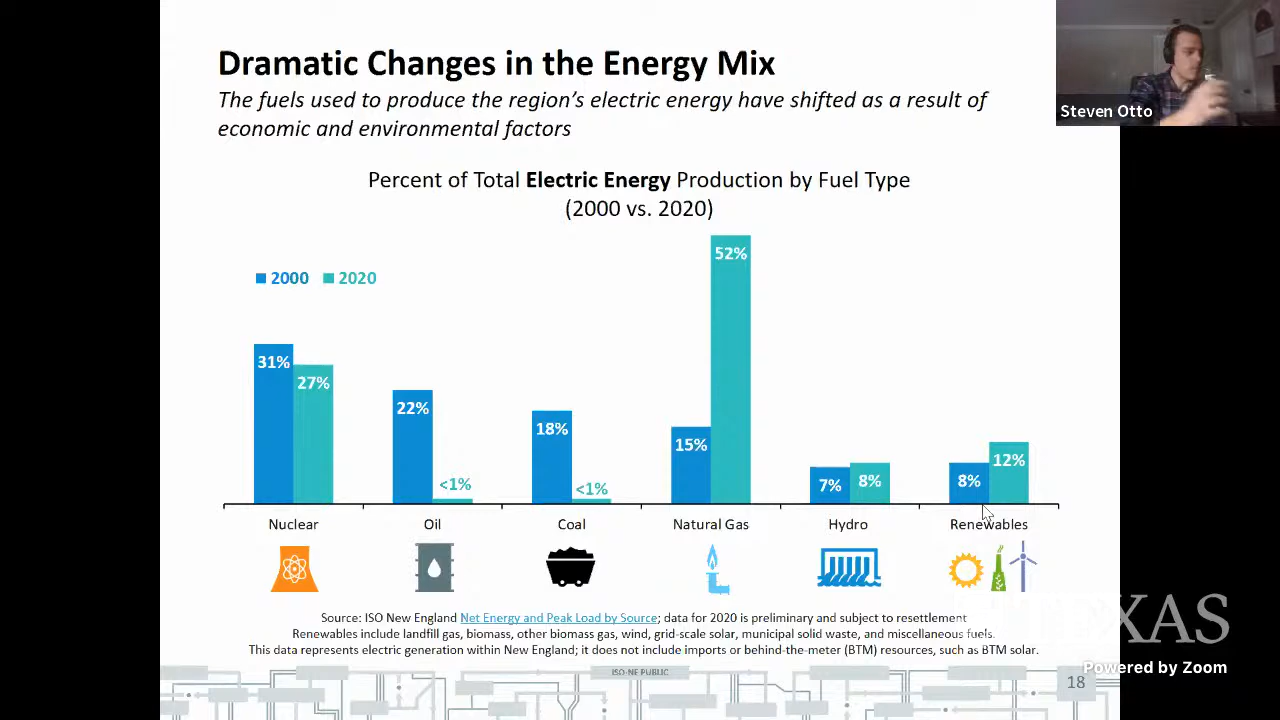 Dramatic Changes in the Energy Mix
The fuels used to produce the region's electric energy have shifted as a result of
economic and environmental factors
Steven Otto
Percent of Total Electric Energy Production by Fuel Type
(2000 vs. 2020)
2000 2020
31% 27% 22% <1% 18% <1% 15% 52% 7% 8% 8% 12%
Nuclear Oil Coal Natural Gas Hydro Renewables
Source: ISO New England Net Energy and Peak Load by Source; data for 2020 is preliminary and subject to resettlement
Renewables include landfill gas, biomass, other biomass gas, wind, grid-scale solar, municipal solid waste, and miscellaneous fuels.
This data represents electric generation within New England; it does not include imports or behind-the-meter (BTM) resources, such as BTM solar.
TEXAS
Powered by Zoom
ISO-NE PUBLIC
18